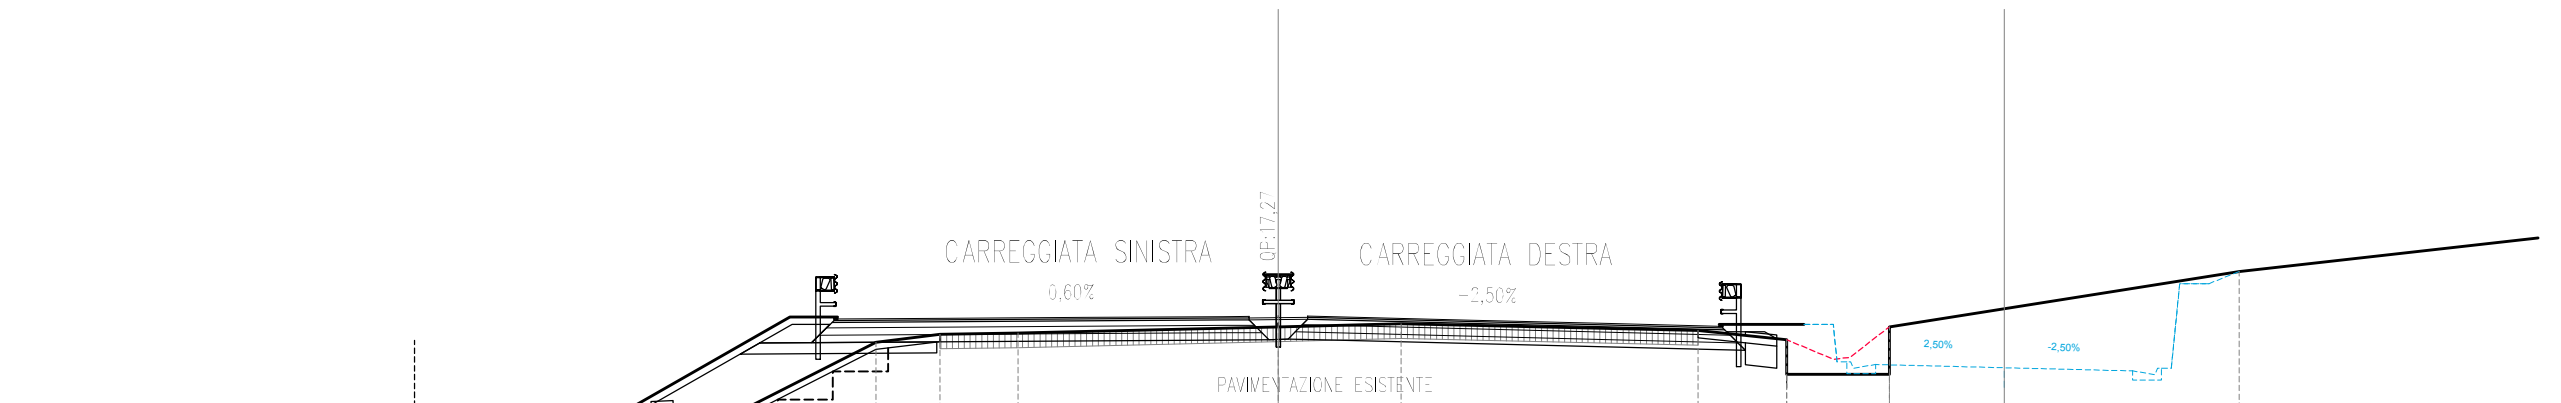 QP:17,27
CARREGGIATA SINISTRA
CARREGGIATA DESTRA
0,60%
-2,50%
2,50%
-2,50%
PAVIMENTAZIONE ESISTENTE